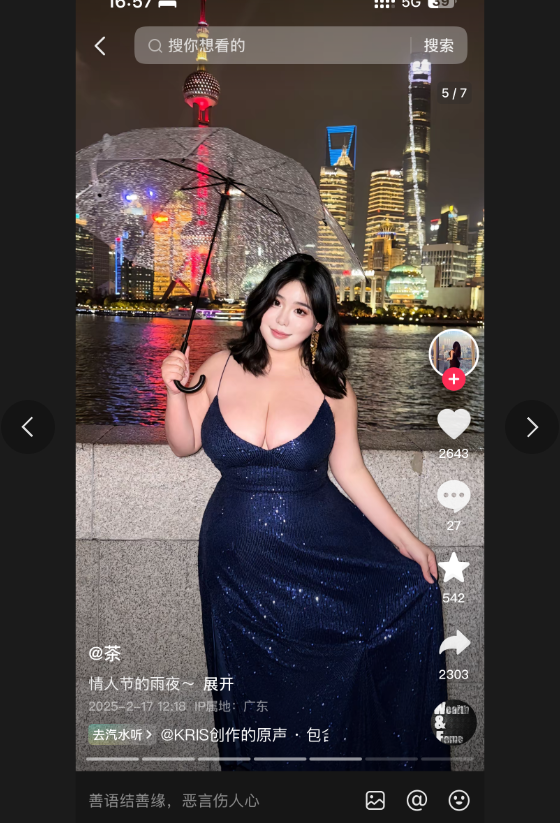 16:57
5G
39
搜你想看的
搜索
5 / 7
2643
27
542
2303
@茶
情人节的雨夜～ 展开
2025-2-17 12:18 IP属地：广东
去汽水听
@KRIS创作的原声 · 包含
Wealth
&
Fame
善语结善缘，恶言伤人心
@